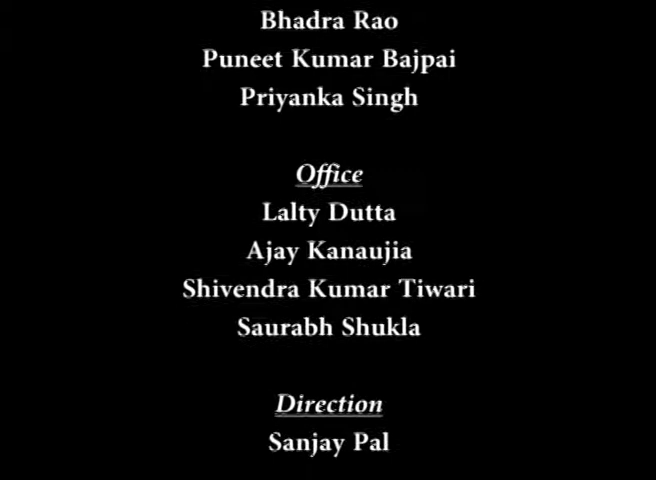 Bhadra Rao
Puneet Kumar Bajpai
Priyanka Singh
Office
Lalty Dutta
Ajay Kanaujia
Shivendra Kumar Tiwari
Saurabh Shukla
Direction
Sanjay Pal